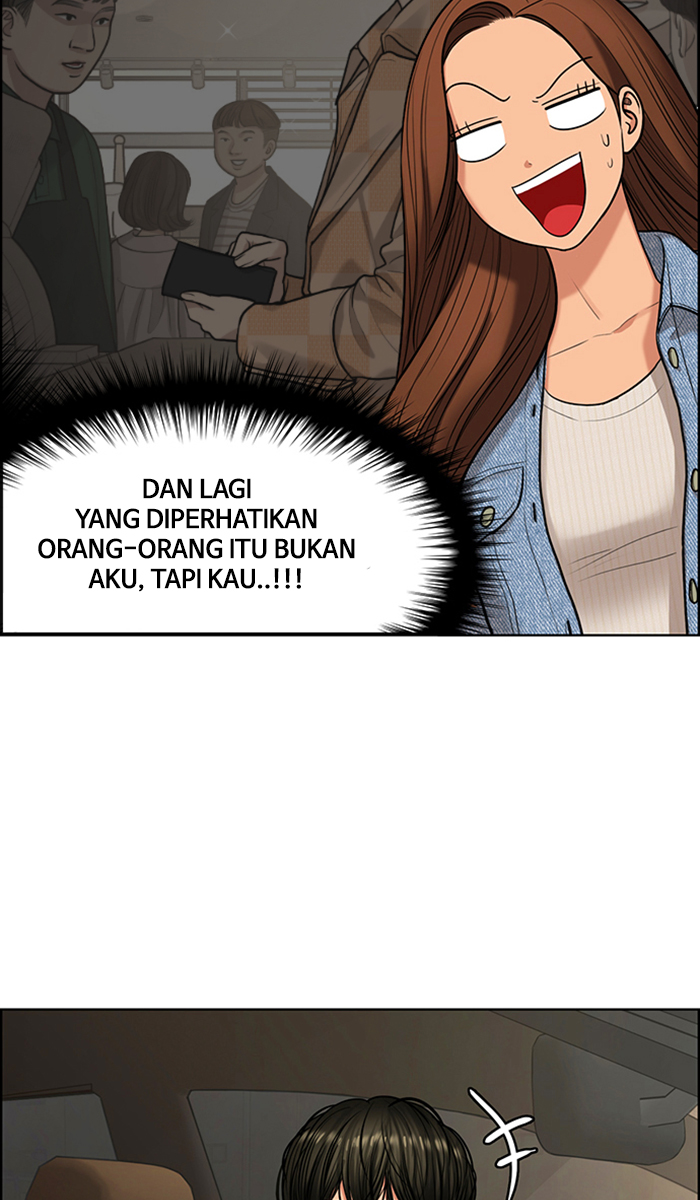 DAN LAGI
YANG DIPERHATIKAN
ORANG-ORANG ITU BUKAN
AKU, TAPI KAU..!!!